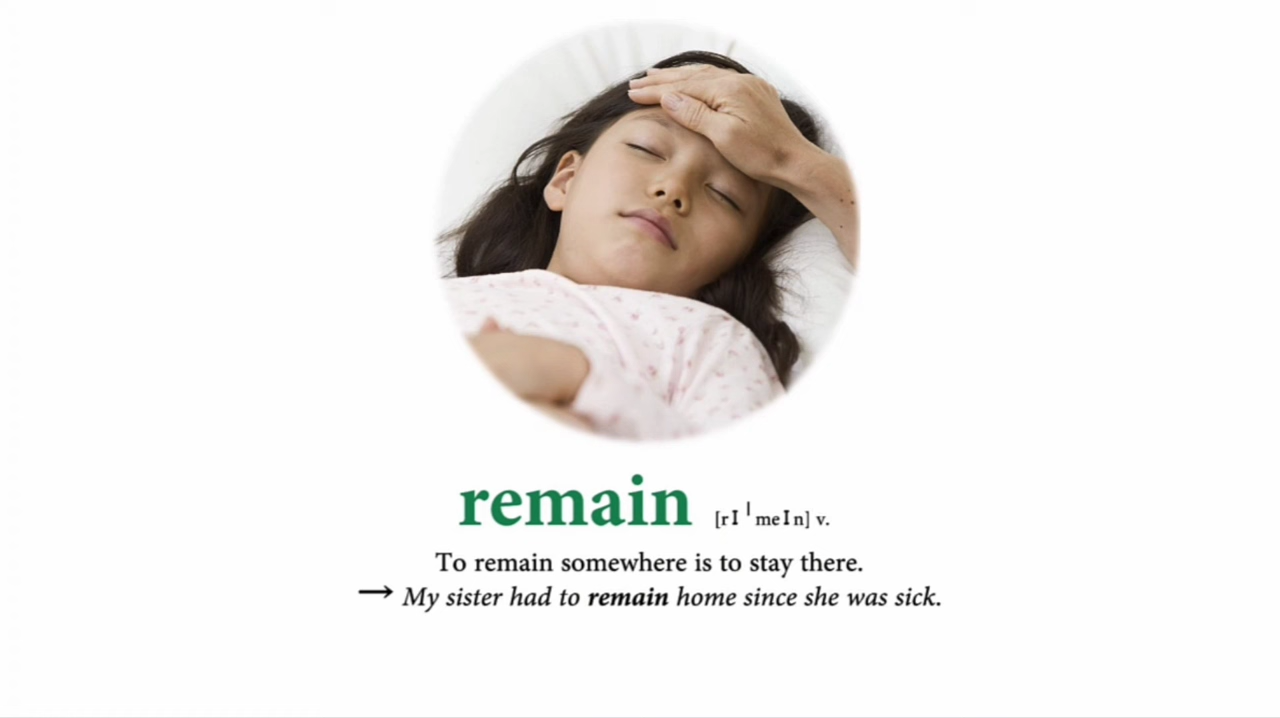 remain [rɪˈmeɪn] v.
To remain somewhere is to stay there.
→ My sister had to remain home since she was sick.